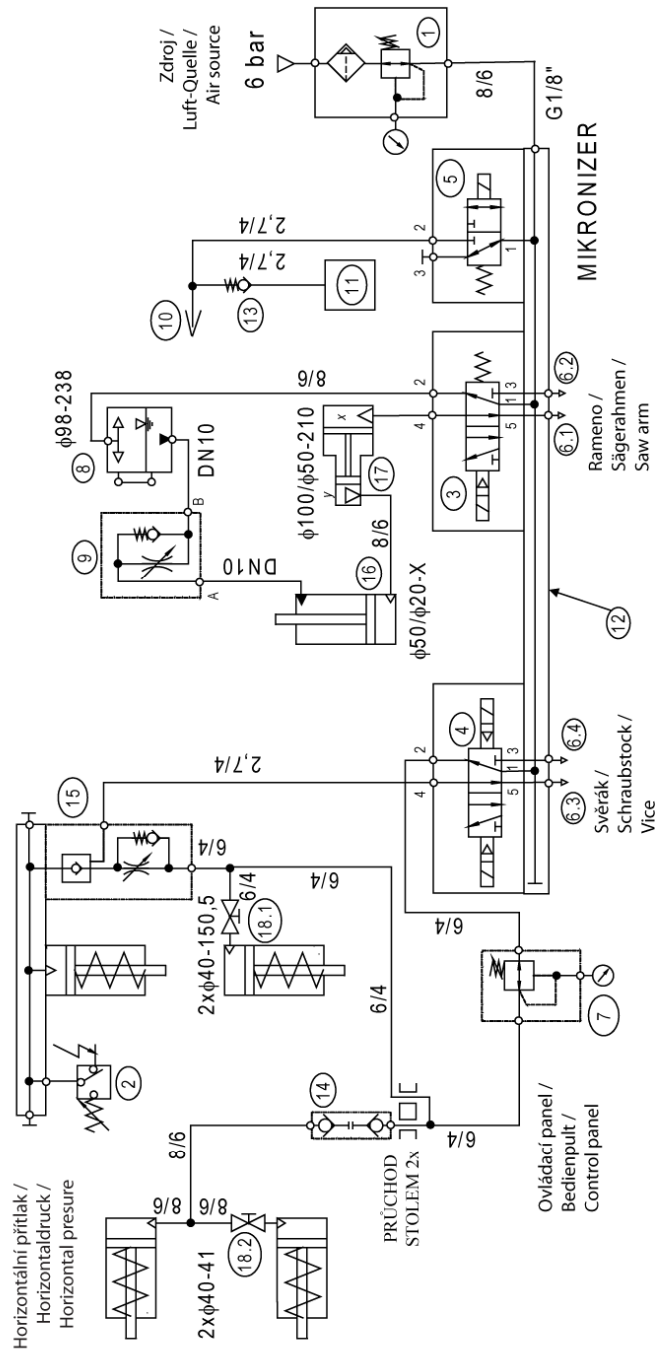 Horizontální přítlak /
Horizontaldruck /
Horizontal presure
2xϕ40-41
18.2
8/6
8/6
8/6
14
PRŮCHOD
STOLEM 2x
6/4
6/4
2
2xϕ40-150,5
18.1
6/4
6/4
6/4
15
2,7/4
Ovládací panel /
Bedienpult /
Control panel
7
6/4
4
4
2
5
1
3
6.3
6.4
Svěrák /
Schraubstock /
Vice
12
9
A
B
DN10
DN10
8
ϕ98-238
16
ϕ50/ϕ20-X
8/6
17
y
x
ϕ100/ϕ50-210
8/6
3
4
2
5
1
3
6.1
6.2
Rameno /
Sägerahmen /
Saw arm
10
13
11
2,7/4
2,7/4
3
2
1
5
MIKRONIZER
Zdroj /
Luft-Quelle /
Air source
6 bar
1
8/6
G1/8"